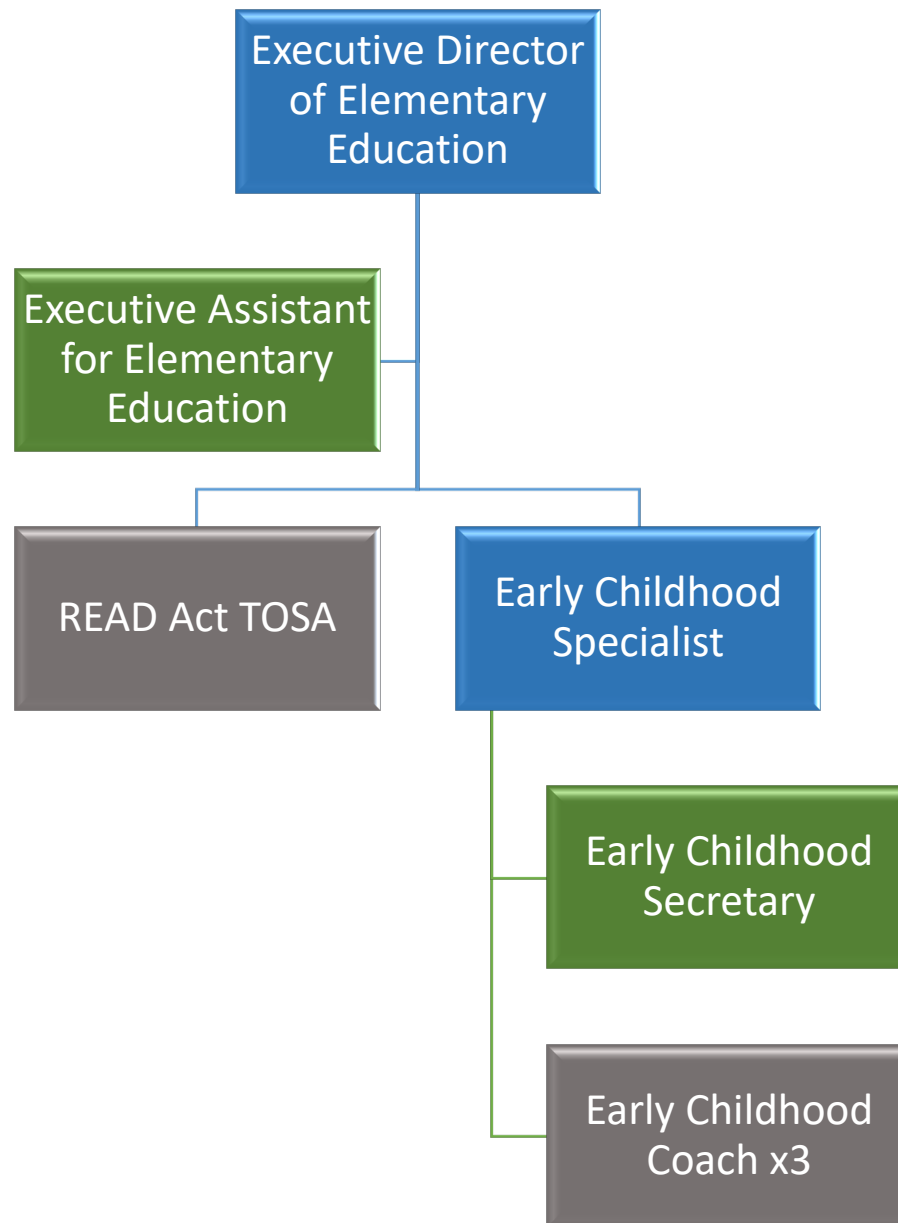 Executive Director
of Elementary
Education
Executive Assistant
for Elementary
Education
READ Act TOSA
Early Childhood
Specialist
Early Childhood
Secretary
Early Childhood
Coach x3